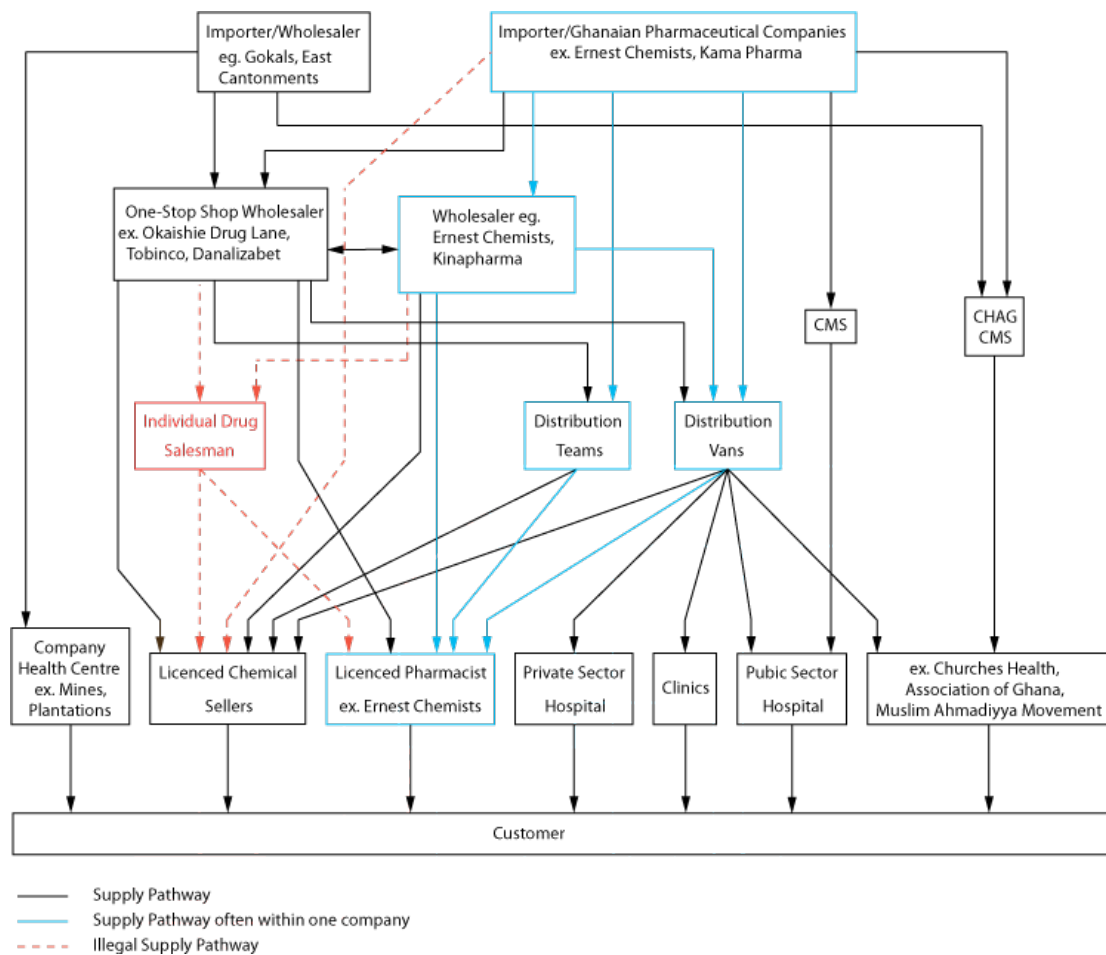 Importer/Wholesaler
eg. Gokals, East
Cantonments
Importer/Ghanaian Pharmaceutical Companies
ex. Ernest Chemists, Kama Pharma
One-Stop Shop Wholesaler
ex. Okaishie Drug Lane,
Tobinco, Danalizabet
Wholesaler eg.
Ernest Chemists,
Kinapharma
CMS
CHAG
CMS
Individual Drug
Salesman
Distribution
Teams
Distribution
Vans
Company
Health Centre
ex. Mines,
Plantations
Licenced Chemical
Sellers
Licenced Pharmacist
ex. Ernest Chemists
Private Sector
Hospital
Clinics
Pubic Sector
Hospital
ex. Churches Health,
Association of Ghana,
Muslim Ahmadiyya Movement
Customer
Supply Pathway
Supply Pathway often within one company
Illegal Supply Pathway